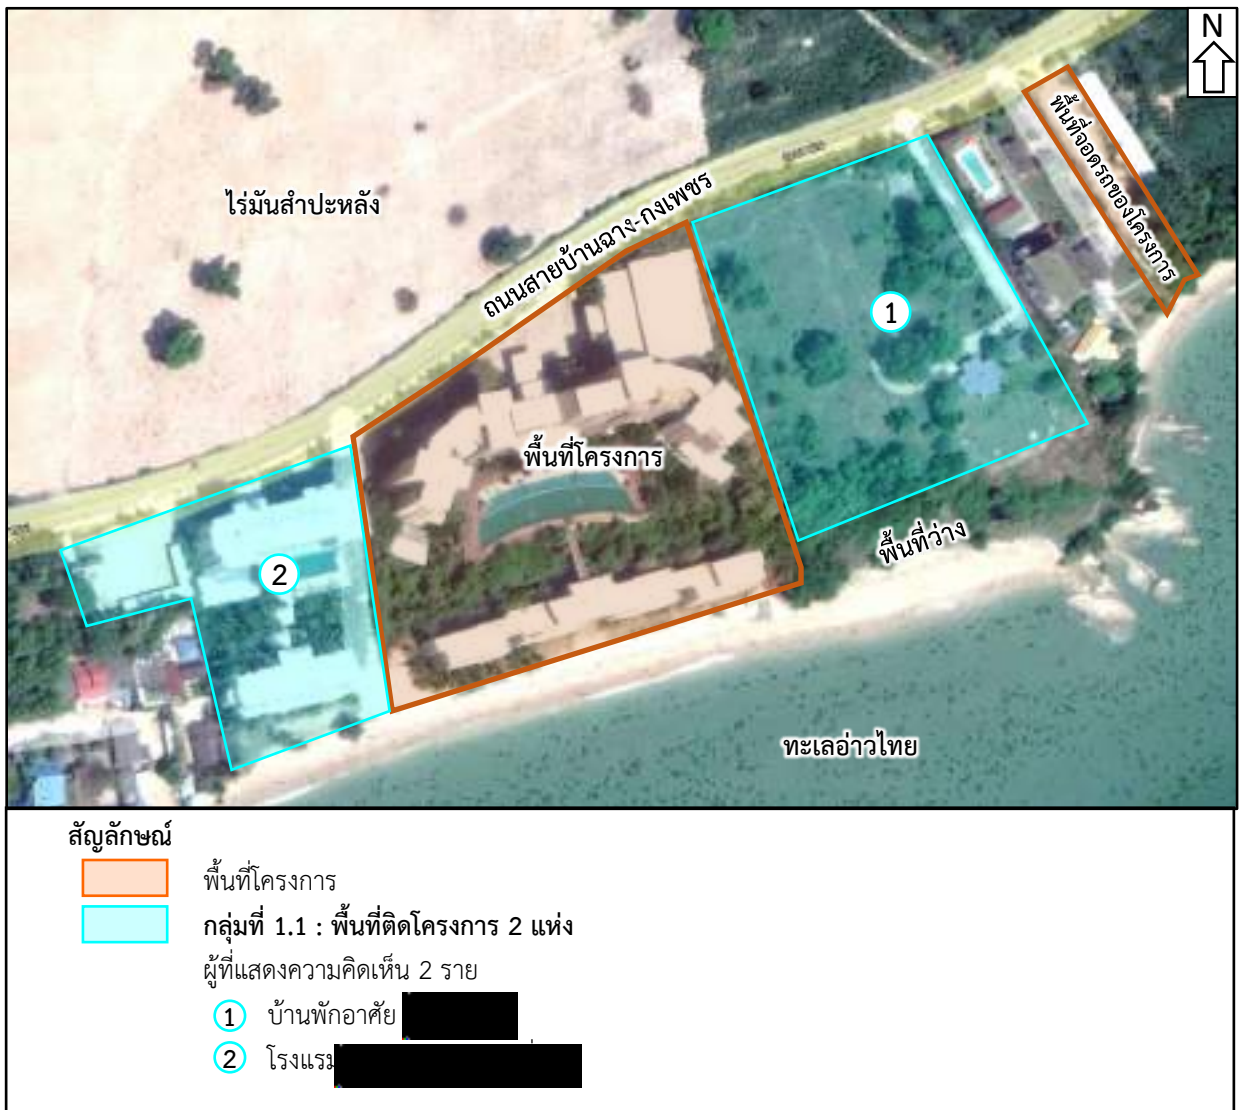 N
พื้นที่จอดรถของโครงการ
ไร่มันสำปะหลัง
ถนนสายบ้านฉาง-กงเพชร
1
พื้นที่โครงการ
พื้นที่ว่าง
2
ทะเลอ่าวไทย
สัญลักษณ์
พื้นที่โครงการ
กลุ่มที่ 1.1 : พื้นที่ติดโครงการ 2 แห่ง
ผู้ที่แสดงความคิดเห็น 2 ราย
1 บ้านพักอาศัย
2 โรงแรม